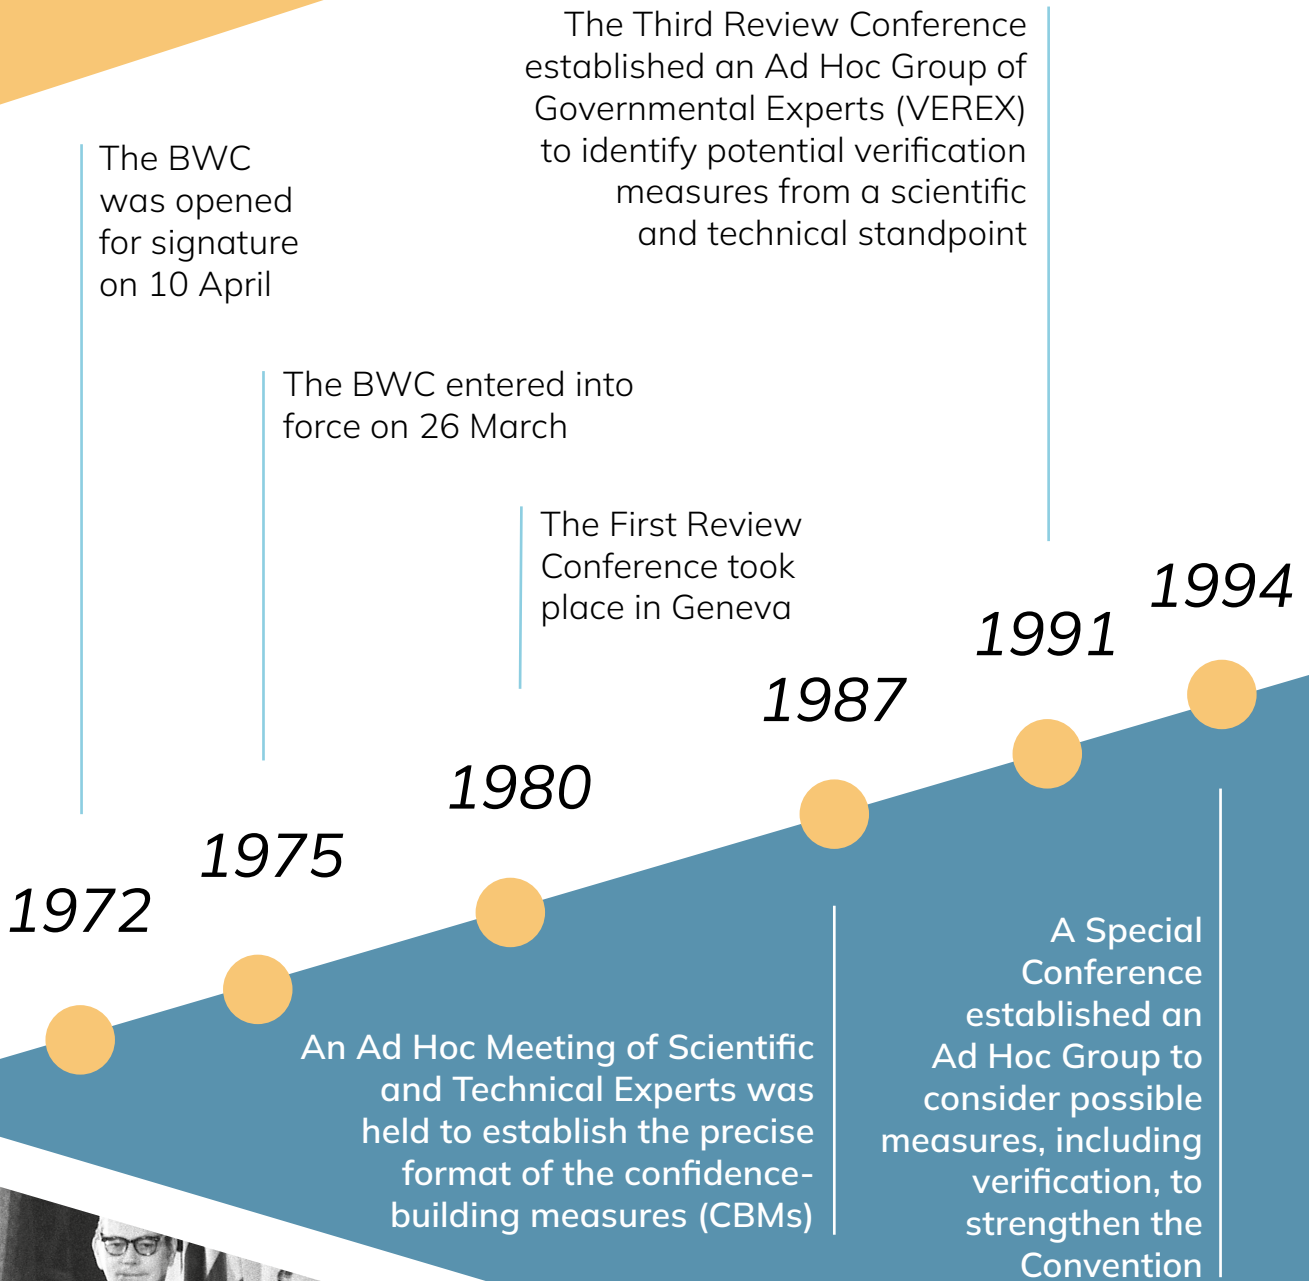 The Third Review Conference
established an Ad Hoc Group of
Governmental Experts (VEREX)
to identify potential verification
measures from a scientific
and technical standpoint
The BWC
was opened
for signature
on 10 April
The BWC entered into
force on 26 March
The First Review
Conference took
place in Geneva
1994
1991
1987
1980
1975
1972
An Ad Hoc Meeting of Scientific
and Technical Experts was
held to establish the precise
format of the confidence-
building measures (CBMs)
A Special
Conference
established an
Ad Hoc Group to
consider possible
measures, including
verification, to
strengthen the
Convention